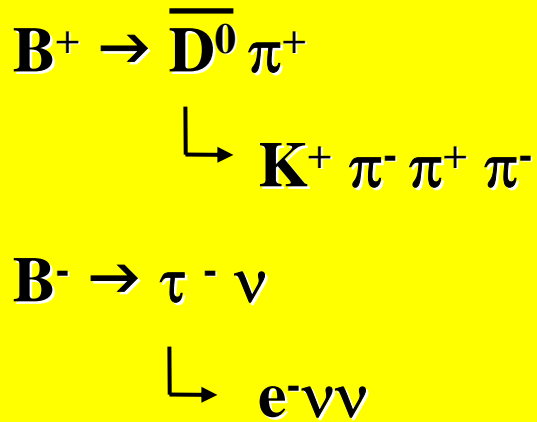 B⁺ → D̅⁰ π⁺
K⁺ π⁻ π⁺ π⁻
B⁻ → τ⁻ ν
e⁻νν